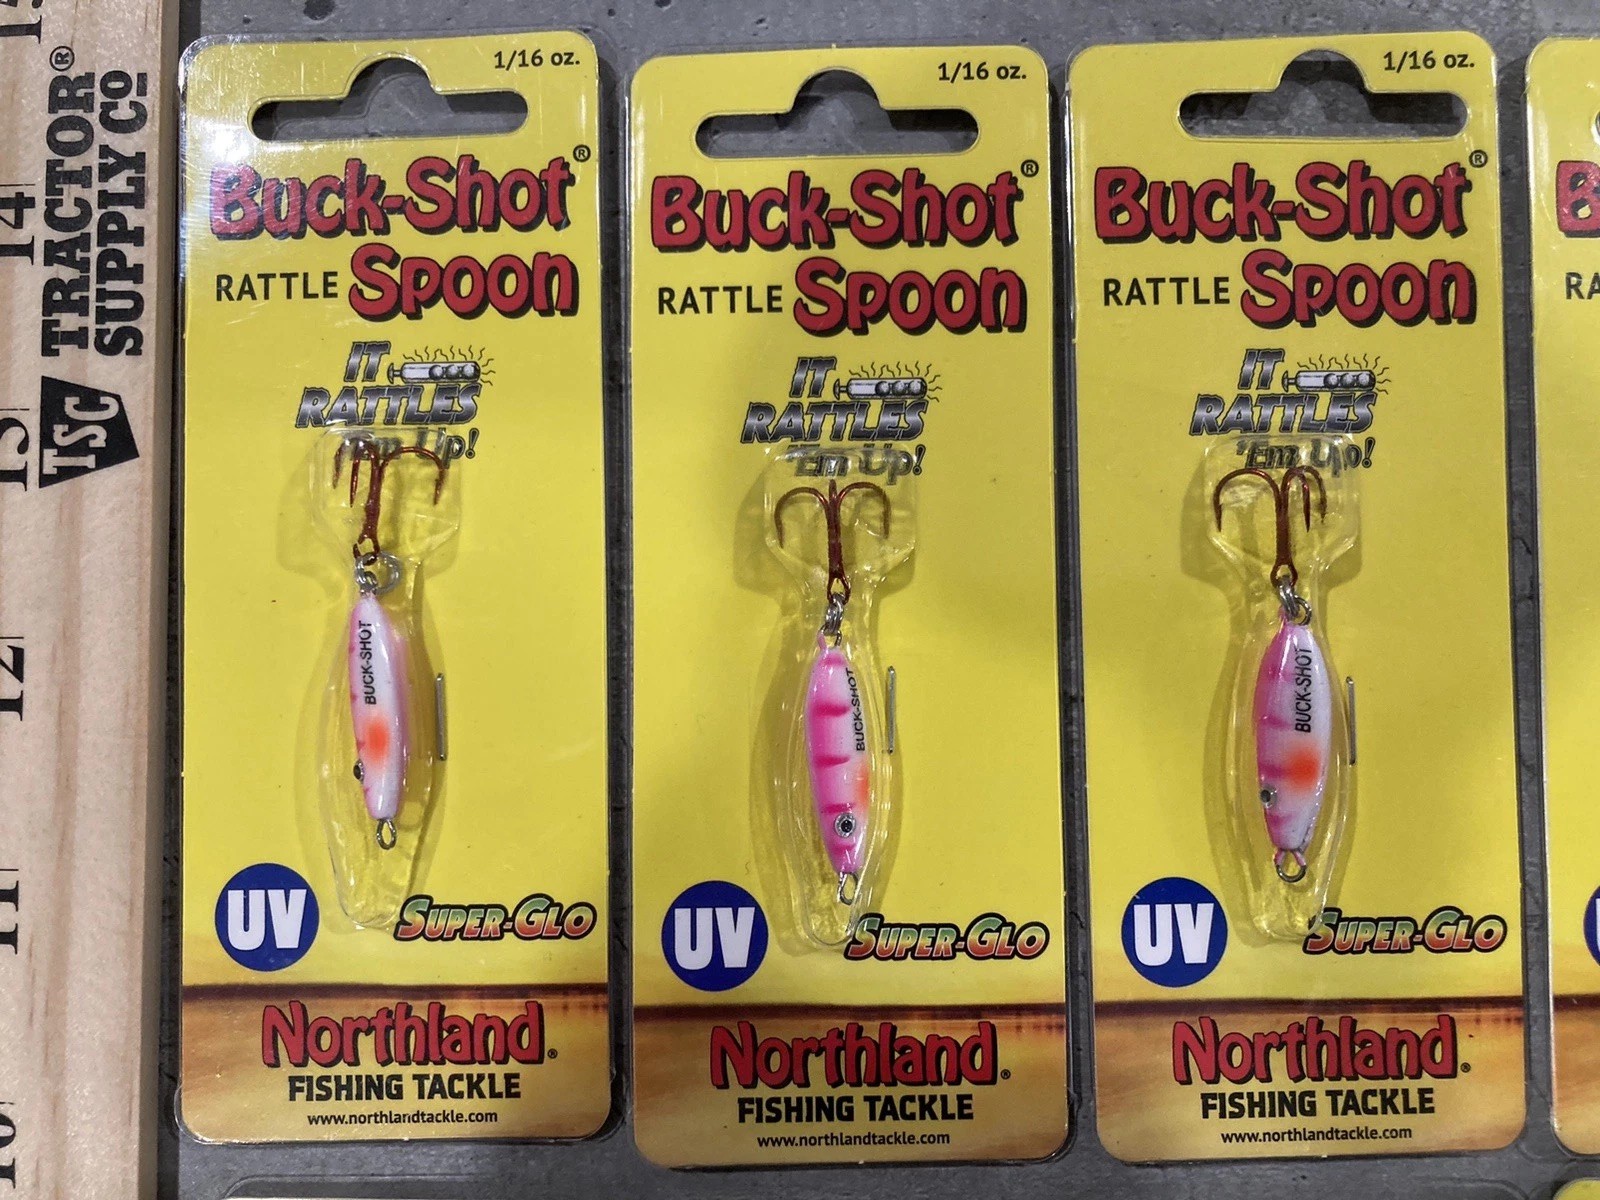 15
14
13
12
11
10
TRACTOR®
SUPPLY Cº
TSC
1/16 oz.
Buck-Shot®
RATTLE Spoon
IT
RATTLES
'Em Up!
BUCK-SHOT
UV
Super-Glo
Northland®
FISHING TACKLE
www.northlandtackle.com
1/16 oz.
Buck-Shot®
RATTLE Spoon
IT
RATTLES
'Em Up!
BUCK-SHOT
UV
Super-Glo
Northland®
FISHING TACKLE
www.northlandtackle.com
1/16 oz.
Buck-Shot®
RATTLE Spoon
IT
RATTLES
'Em Up!
BUCK-SHOT
UV
Super-Glo
Northland®
FISHING TACKLE
www.northlandtackle.com
B
RA